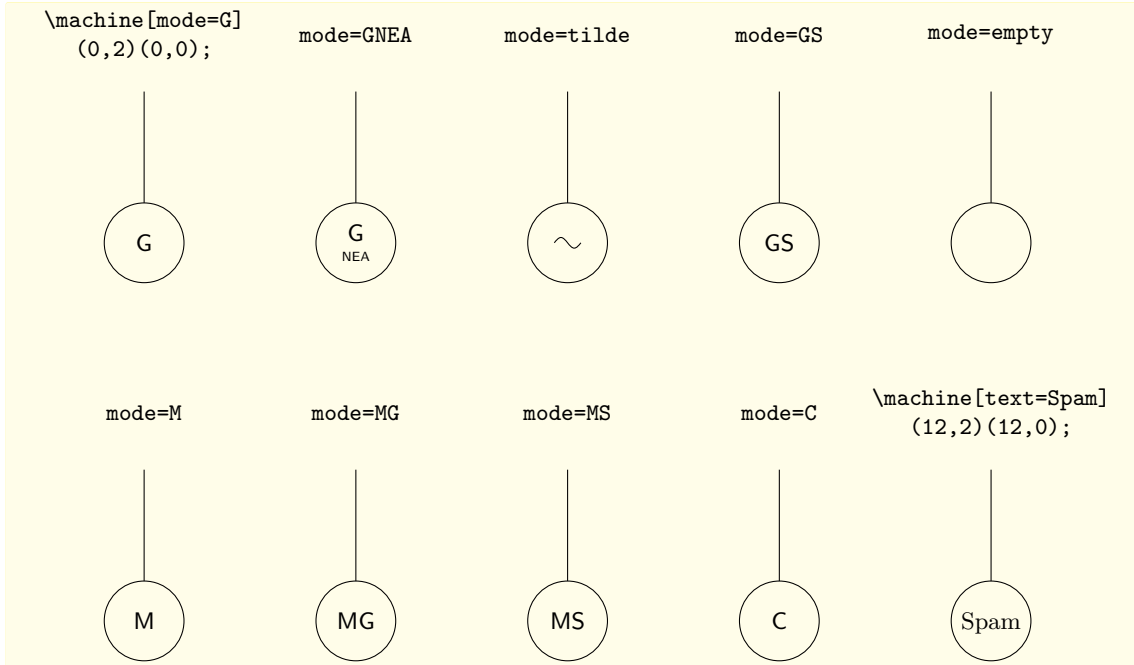 \machine[mode=G]
(0,2)(0,0);
mode=GNEA
mode=tilde
mode=GS
mode=empty
G
G
NEA
GS
mode=M
mode=MG
mode=MS
mode=C
\machine[text=Spam]
(12,2)(12,0);
M
MG
MS
C
Spam